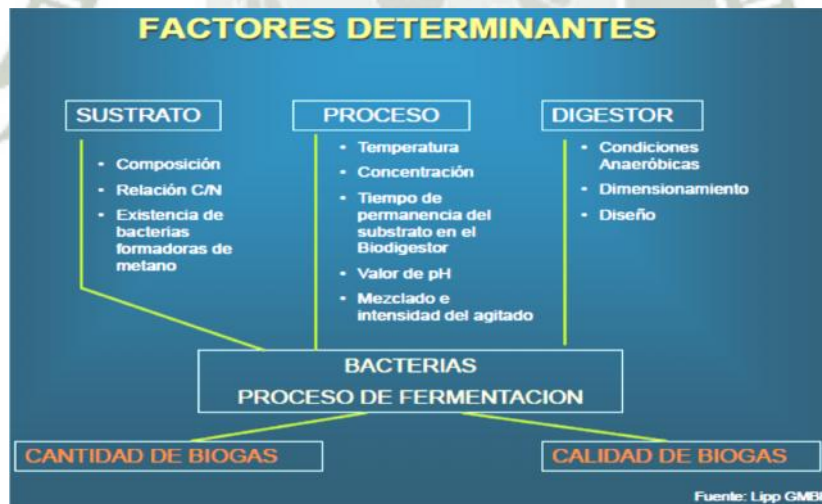 FACTORES DETERMINANTES
SUSTRATO
• Composición
• Relación C/N
• Existencia de
bacterias
formadoras de
metano
PROCESO
• Temperatura
• Concentración
• Tiempo de
permanencia del
substrato en el
Biodigestor
• Valor de pH
• Mezclado e
intensidad del agitado
DIGESTOR
• Condiciones
Anaeróbicas
• Dimensionamiento
• Diseño
BACTERIAS
PROCESO DE FERMENTACION
CANTIDAD DE BIOGAS
CALIDAD DE BIOGAS
Fuente: Lipp GMBH